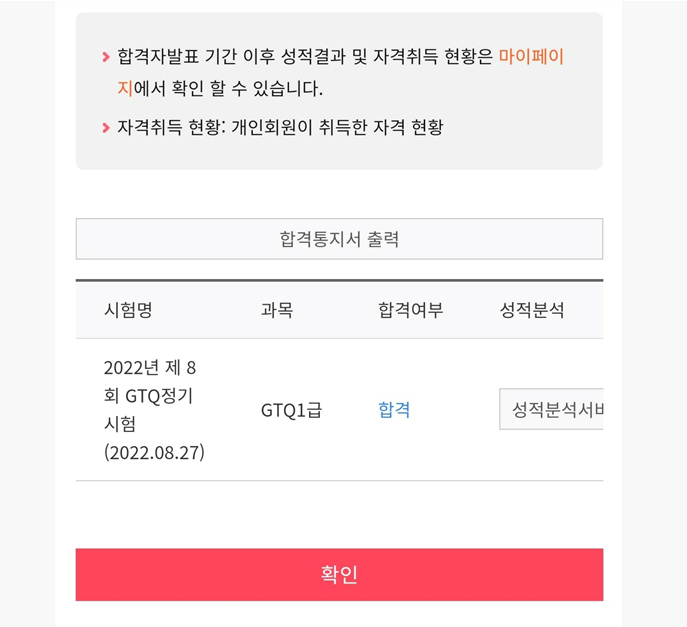 합격자발표 기간 이후 성적결과 및 자격취득 현황은 마이페이
지에서 확인 할 수 있습니다.
자격취득 현황: 개인회원이 취득한 자격 현황
합격통지서 출력
시험명 과목 합격여부 성적분석
2022년 제 8
회 GTQ정기
시험
(2022.08.27)
GTQ1급 합격 성적분석서비
확인